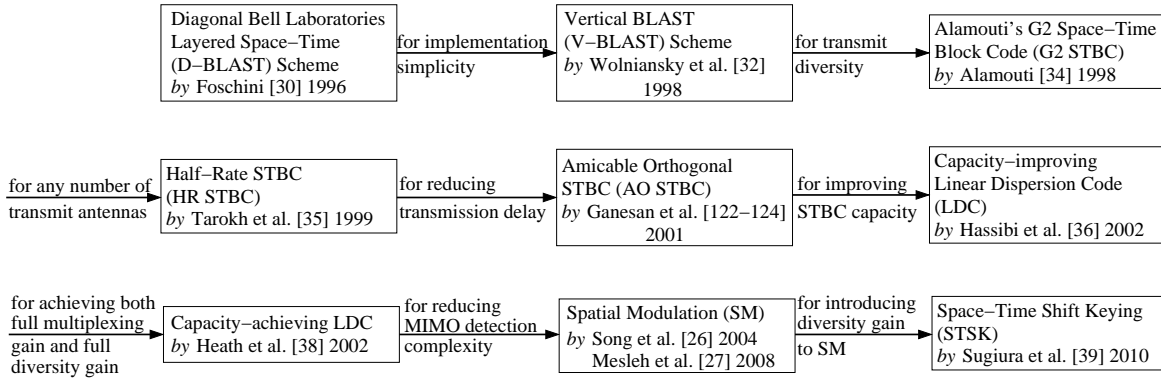 Diagonal Bell Laboratories
Layered Space−Time
(D−BLAST) Scheme
by Foschini [30] 1996
for implementation
simplicity
Vertical BLAST
(V−BLAST) Scheme
by Wolniansky et al. [32]
1998
for transmit
diversity
Alamouti's G2 Space−Time
Block Code (G2 STBC)
by Alamouti [34] 1998
for any number of
transmit antennas
Half−Rate STBC
(HR STBC)
by Tarokh et al. [35] 1999
for reducing
transmission delay
Amicable Orthogonal
STBC (AO STBC)
by Ganesan et al. [122−124]
2001
for improving
STBC capacity
Capacity−improving
Linear Dispersion Code
(LDC)
by Hassibi et al. [36] 2002
for achieving both
full multiplexing
gain and full
diversity gain
Capacity−achieving LDC
by Heath et al. [38] 2002
for reducing
MIMO detection
complexity
Spatial Modulation (SM)
by Song et al. [26] 2004
Mesleh et al. [27] 2008
for introducing
diversity gain
to SM
Space−Time Shift Keying
(STSK)
by Sugiura et al. [39] 2010